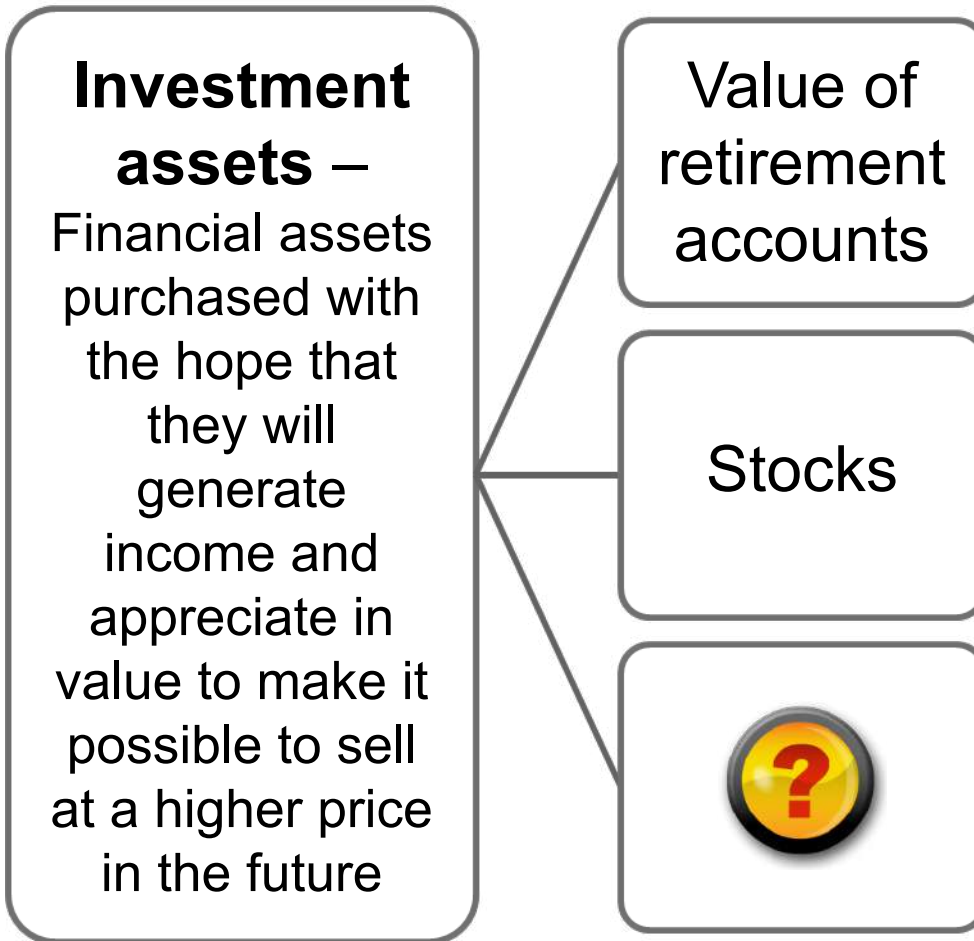 Investment
assets –
Financial assets
purchased with
the hope that
they will
generate
income and
appreciate in
value to make it
possible to sell
at a higher price
in the future
Value of
retirement
accounts
Stocks
?